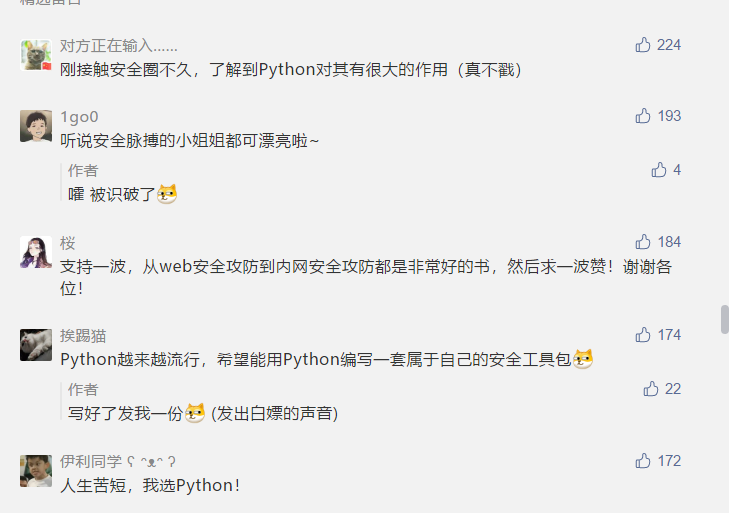 精选留言
对方正在输入…… 224
刚接触安全圈不久，了解到Python对其有很大的作用（真不戳）
1go0 193
听说安全脉搏的小姐姐都可漂亮啦~
作者 4
嚯 被识破了
桜 184
支持一波，从web安全攻防到内网安全攻防都是非常好的书，然后求一波赞！谢谢各
位！
挨踢猫 174
Python越来越流行，希望能用Python编写一套属于自己的安全工具包
作者 22
写好了发我一份 (发出白嫖的声音)
伊利同学 ʕ ᵔᴥᵔ ʔ 172
人生苦短，我选Python！